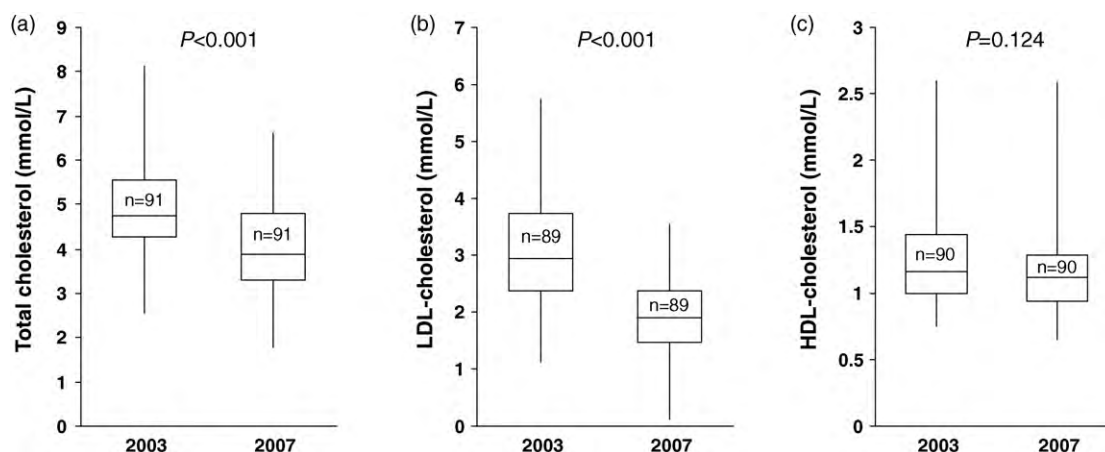 (a)
P<0.001
Total cholesterol (mmol/L)
9
8
7
6
5
4
3
2
1
0
n=91
n=91
2003
2007
(b)
P<0.001
LDL-cholesterol (mmol/L)
7
6
5
4
3
2
1
0
n=89
n=89
2003
2007
(c)
P=0.124
HDL-cholesterol (mmol/L)
3
2.5
2
1.5
1
0.5
0
n=90
n=90
2003
2007